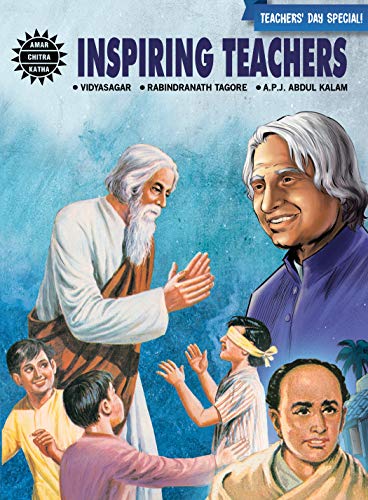 TEACHERS' DAY SPECIAL!
AMAR
CHITRA
KATHA
INSPIRING TEACHERS
• VIDYASAGAR • RABINDRANATH TAGORE • A.P.J. ABDUL KALAM